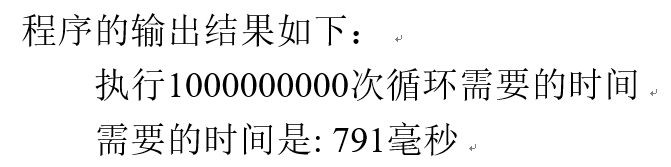 程序的输出结果如下：
执行1000000000次循环需要的时间
需要的时间是: 791毫秒